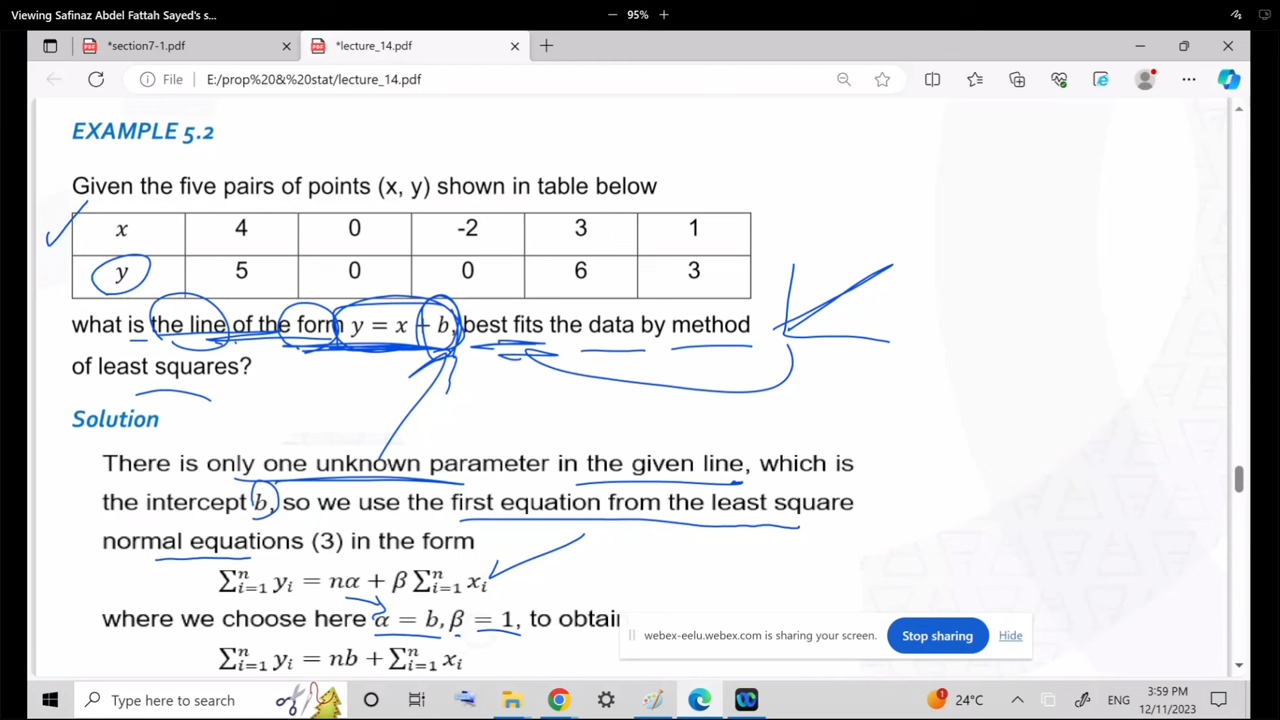 Viewing Safinaz Abdel Fattah Sayed's s...
95%
*section7-1.pdf
*lecture_14.pdf
File E:/prop%20&%20stat/lecture_14.pdf
EXAMPLE 5.2
Given the five pairs of points (x, y) shown in table below
x 4 0 -2 3 1
y 5 0 0 6 3
what is the line of the form y = x + b, best fits the data by method
of least squares?
Solution
There is only one unknown parameter in the given line, which is
the intercept b, so we use the first equation from the least square
normal equations (3) in the form
∑ⁿᵢ₌₁ yᵢ = nα + β ∑ⁿᵢ₌₁ xᵢ
where we choose here α = b, β = 1, to obtain
∑ⁿᵢ₌₁ yᵢ = nb + ∑ⁿᵢ₌₁ xᵢ
webex-eelu.webex.com is sharing your screen.
Stop sharing
Hide
Type here to search
1
24°C
ENG
3:59 PM
12/11/2023